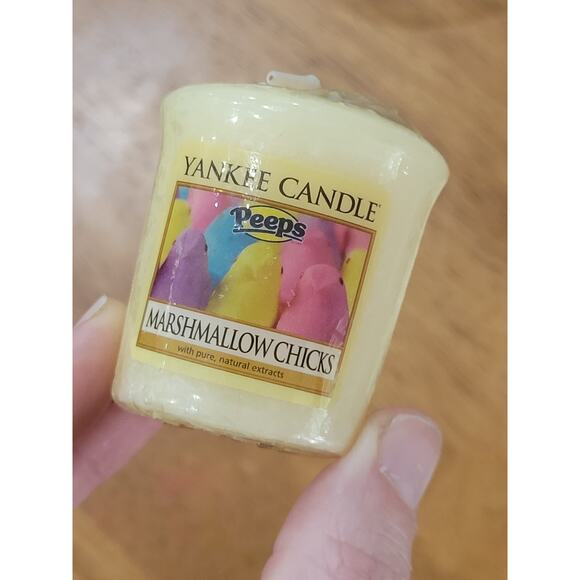 YANKEE CANDLE
Peeps
MARSHMALLOW CHICKS
with pure, natural extracts